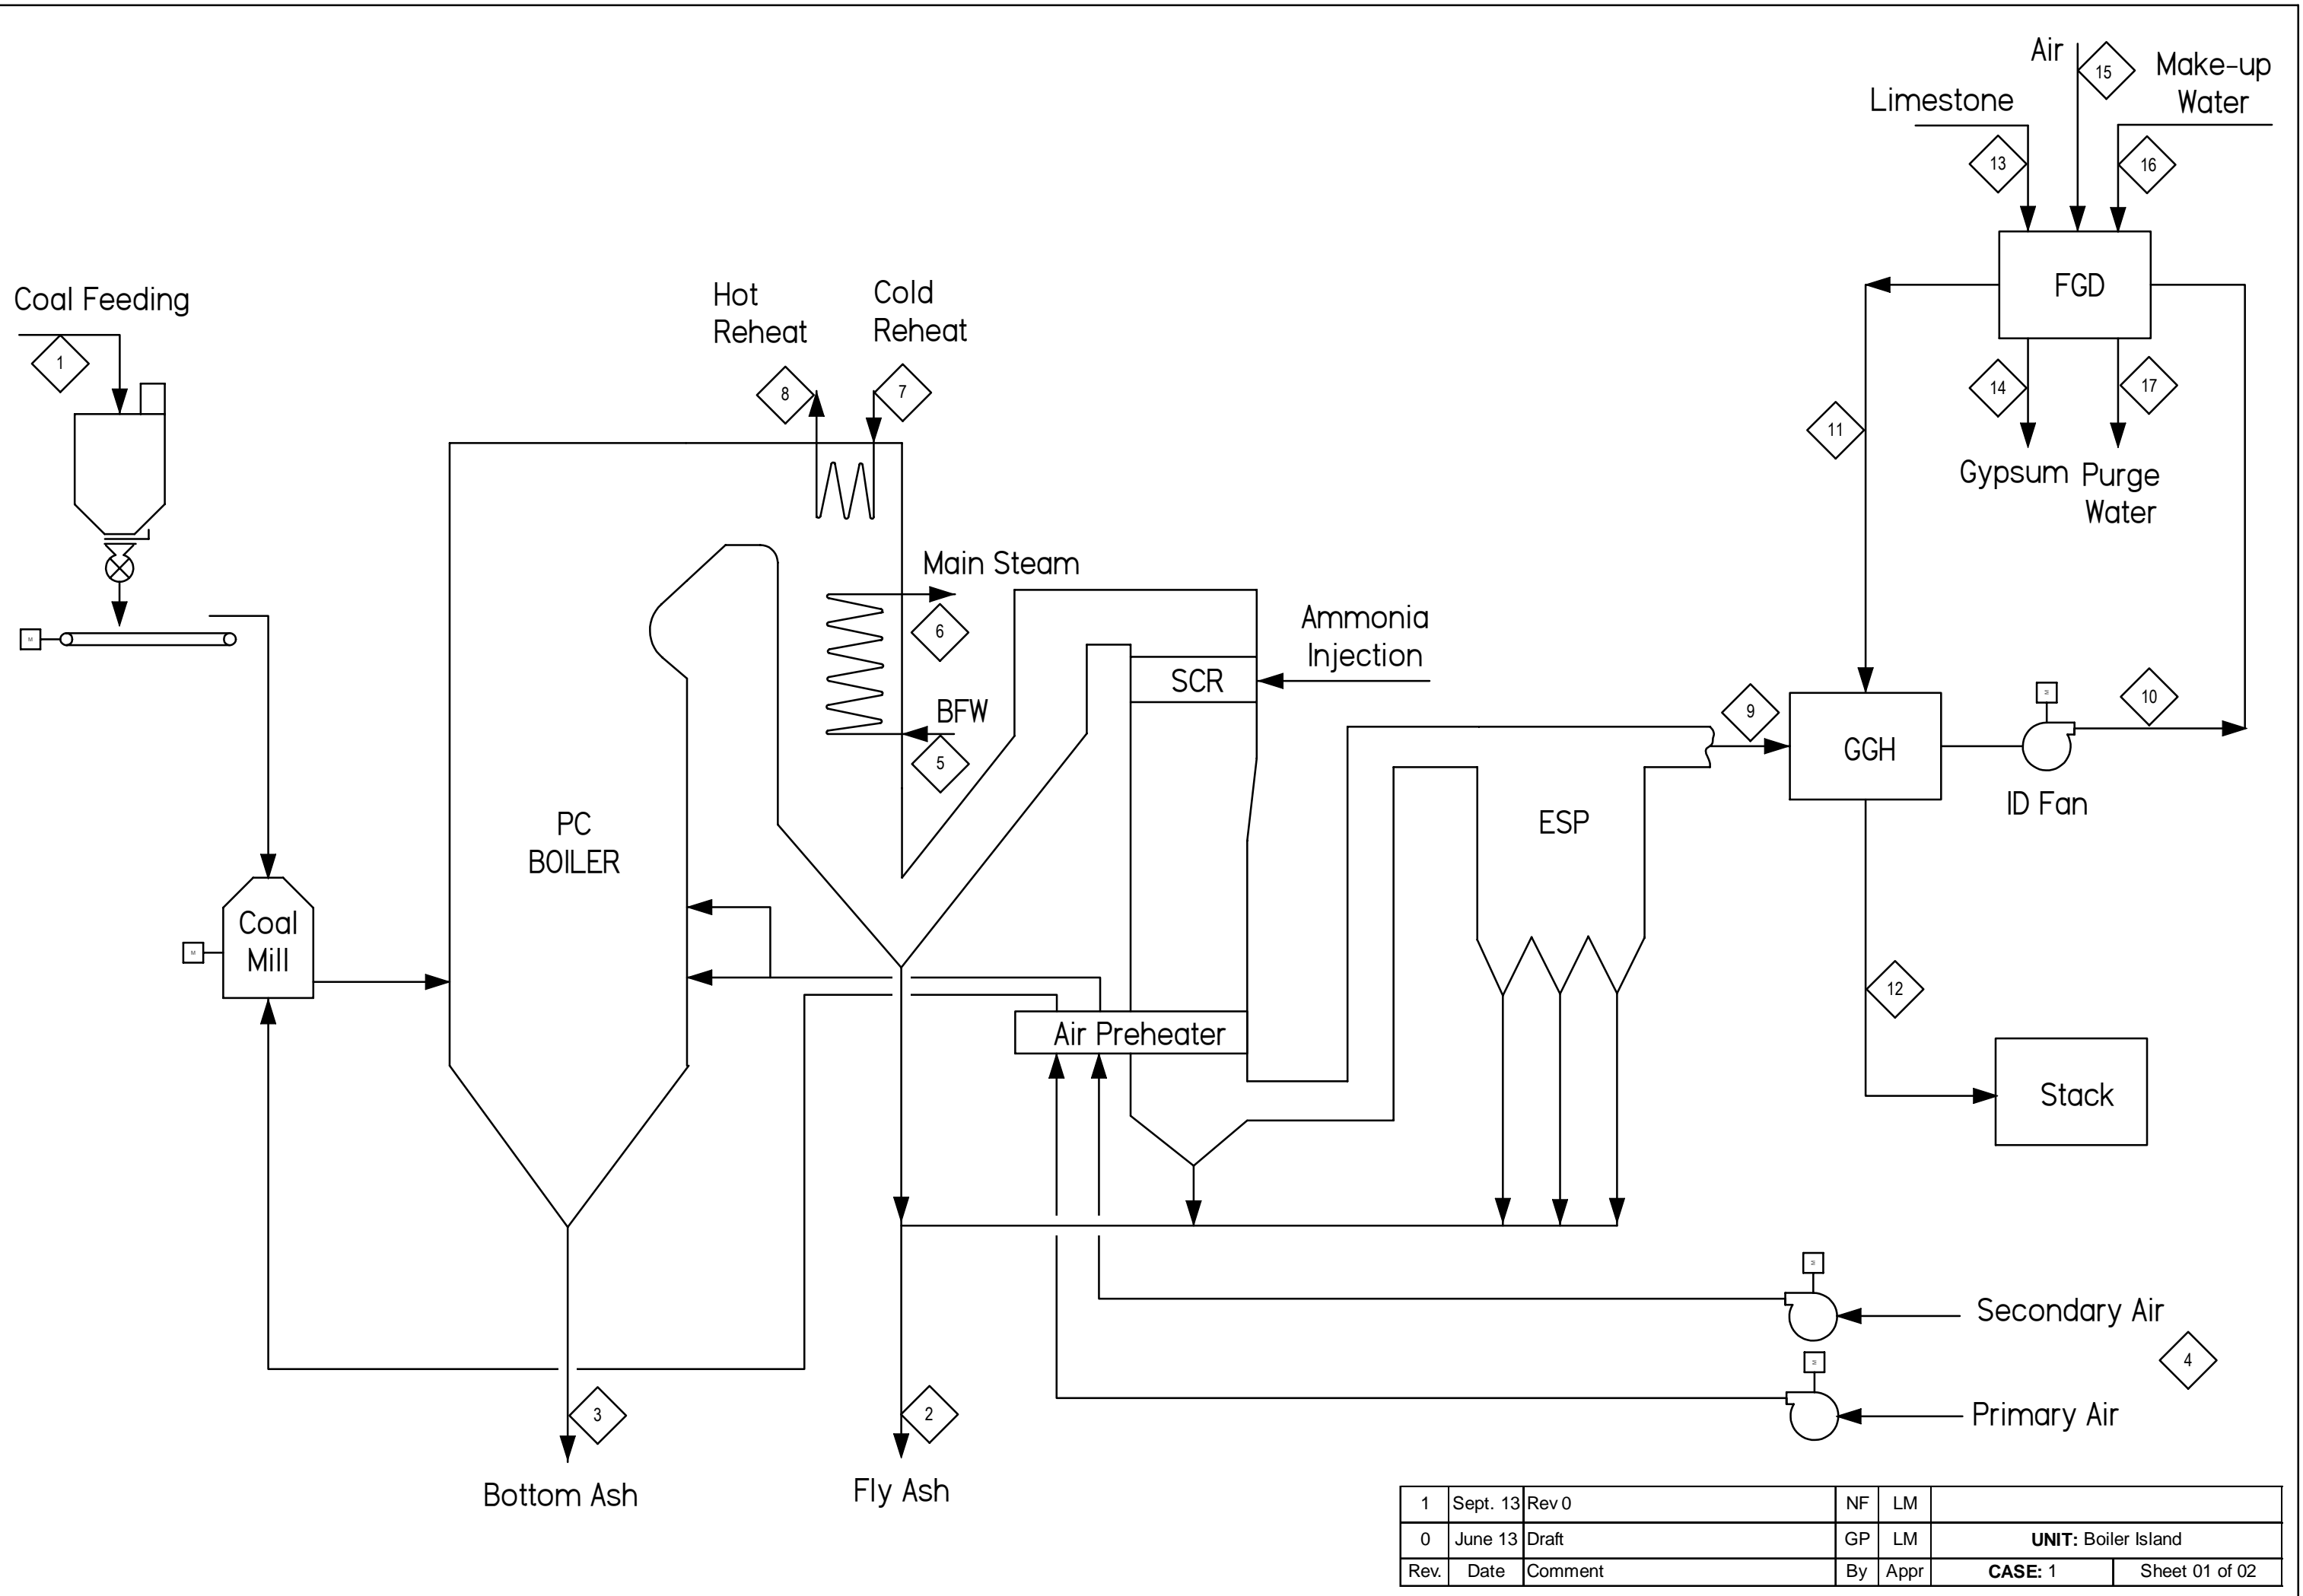 Air
15
Make-up
Water
Limestone
13
16
FGD
Coal Feeding
1
Hot
Reheat
Cold
Reheat
8
7
14
17
11
Gypsum
Purge
Water
Main Steam
6
Ammonia
Injection
SCR
BFW
5
9
10
GGH
ID Fan
M
M
PC
BOILER
ESP
Coal
Mill
M
12
Air Preheater
Stack
M
Secondary Air
4
M
Primary Air
3
2
Bottom Ash
Fly Ash
1 Sept. 13 Rev 0 NF LM
0 June 13 Draft GP LM UNIT: Boiler Island
Rev. Date Comment By Appr CASE: 1 Sheet 01 of 02